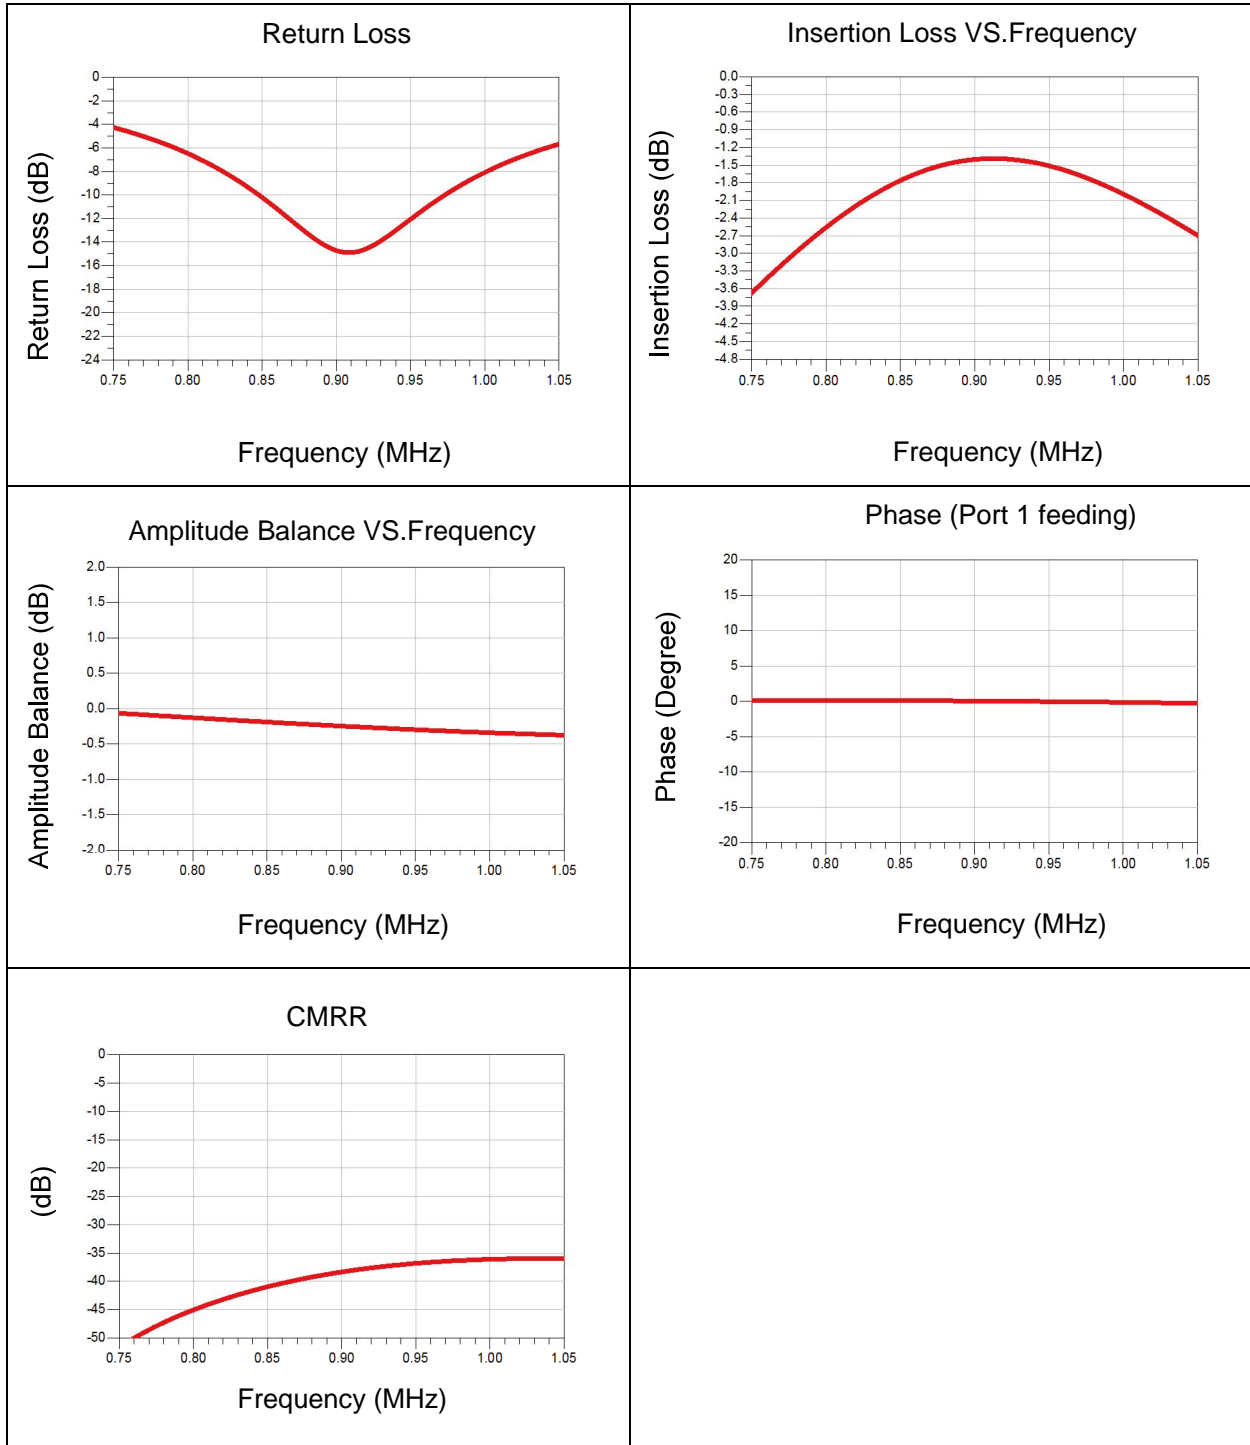 Return Loss
0
-2
-4
-6
-8
-10
-12
-14
-16
-18
-20
-22
-24
0.75 0.80 0.85 0.90 0.95 1.00 1.05
Return Loss (dB)
Frequency (MHz)
Insertion Loss VS.Frequency
0.0
-0.3
-0.6
-0.9
-1.2
-1.5
-1.8
-2.1
-2.4
-2.7
-3.0
-3.3
-3.6
-3.9
-4.2
-4.5
-4.8
0.75 0.80 0.85 0.90 0.95 1.00 1.05
Insertion Loss (dB)
Frequency (MHz)
Amplitude Balance VS.Frequency
2.0
1.5
1.0
0.5
0.0
-0.5
-1.0
-1.5
-2.0
0.75 0.80 0.85 0.90 0.95 1.00 1.05
Amplitude Balance (dB)
Frequency (MHz)
Phase (Port 1 feeding)
20
15
10
5
0
-5
-10
-15
-20
0.75 0.80 0.85 0.90 0.95 1.00 1.05
Phase (Degree)
Frequency (MHz)
CMRR
0
-5
-10
-15
-20
-25
-30
-35
-40
-45
-50
0.75 0.80 0.85 0.90 0.95 1.00 1.05
(dB)
Frequency (MHz)